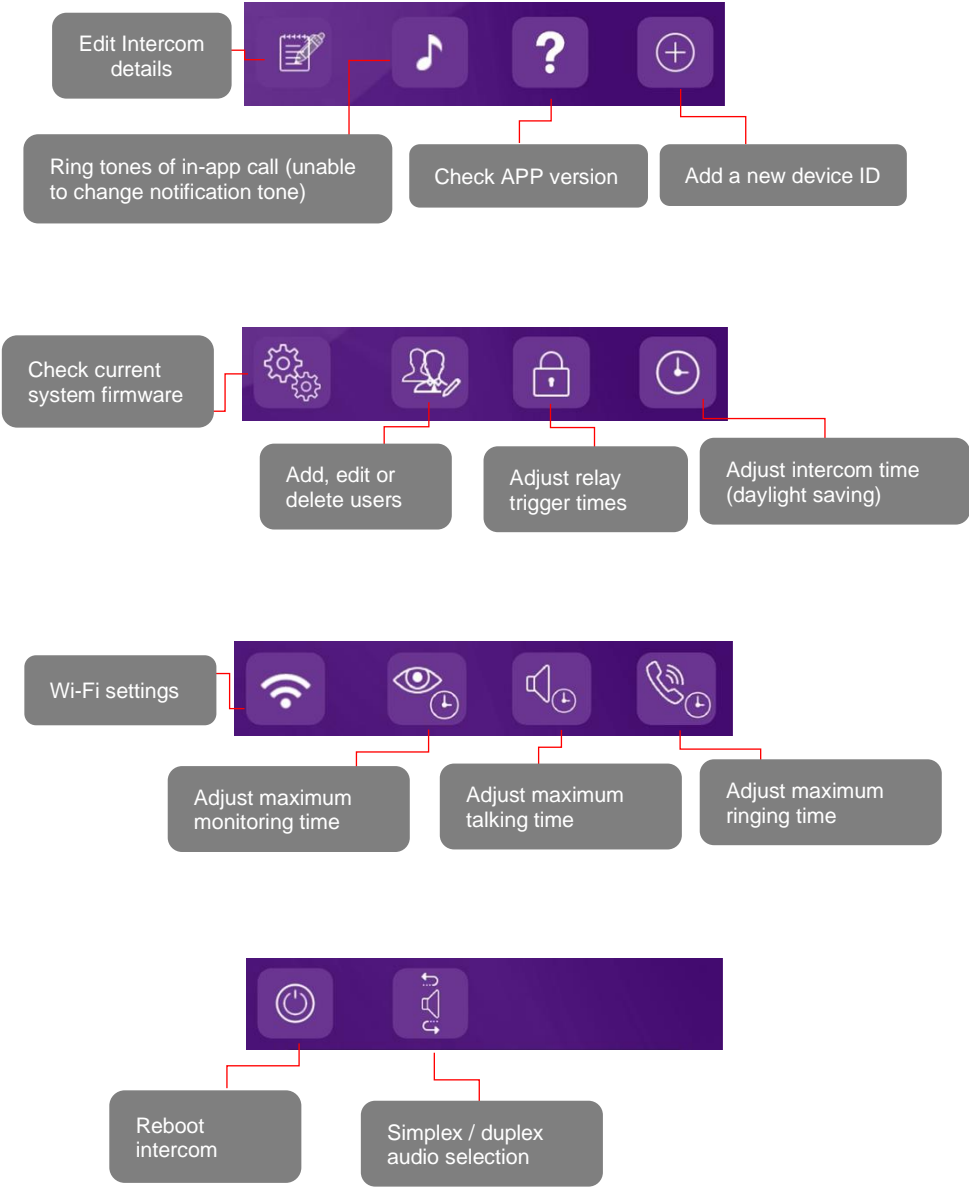 Edit Intercom
details
Ring tones of in-app call (unable
to change notification tone)
Check APP version
Add a new device ID
Check current
system firmware
Add, edit or
delete users
Adjust relay
trigger times
Adjust intercom time
(daylight saving)
Wi-Fi settings
Adjust maximum
monitoring time
Adjust maximum
talking time
Adjust maximum
ringing time
Reboot
intercom
Simplex / duplex
audio selection